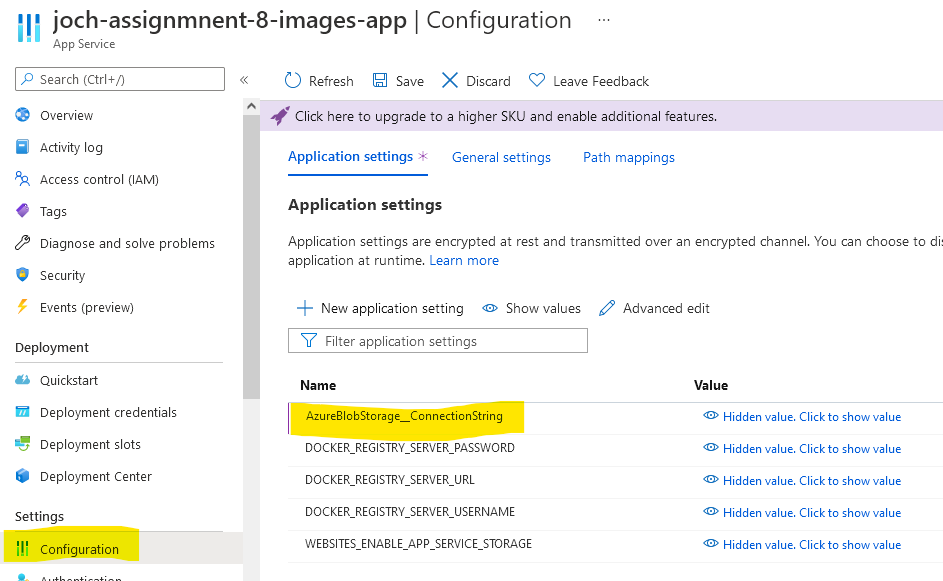 joch-assignmnent-8-images-app | Configuration ...
App Service
Search (Ctrl+/)
«
Overview
Activity log
Access control (IAM)
Tags
Diagnose and solve problems
Security
Events (preview)
Deployment
Quickstart
Deployment credentials
Deployment slots
Deployment Center
Settings
Configuration
Authentication
Refresh Save Discard Leave Feedback
Click here to upgrade to a higher SKU and enable additional features.
Application settings * General settings Path mappings
Application settings
Application settings are encrypted at rest and transmitted over an encrypted channel. You can choose to
application at runtime. Learn more
New application setting Show values Advanced edit
Filter application settings
Name Value
AzureBlobStorage__ConnectionString Hidden value. Click to show value
DOCKER_REGISTRY_SERVER_PASSWORD Hidden value. Click to show value
DOCKER_REGISTRY_SERVER_URL Hidden value. Click to show value
DOCKER_REGISTRY_SERVER_USERNAME Hidden value. Click to show value
WEBSITES_ENABLE_APP_SERVICE_STORAGE Hidden value. Click to show value